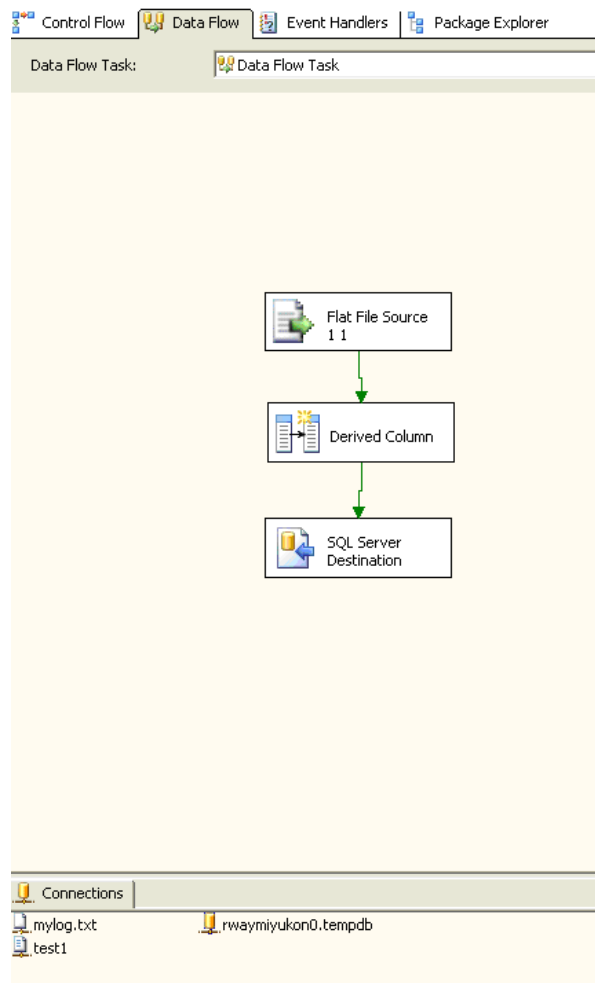 Control Flow Data Flow Event Handlers Package Explorer
Data Flow Task: Data Flow Task
Flat File Source
1 1
Derived Column
SQL Server
Destination
Connections
mylog.txt rwaymiyukon0.tempdb
test1